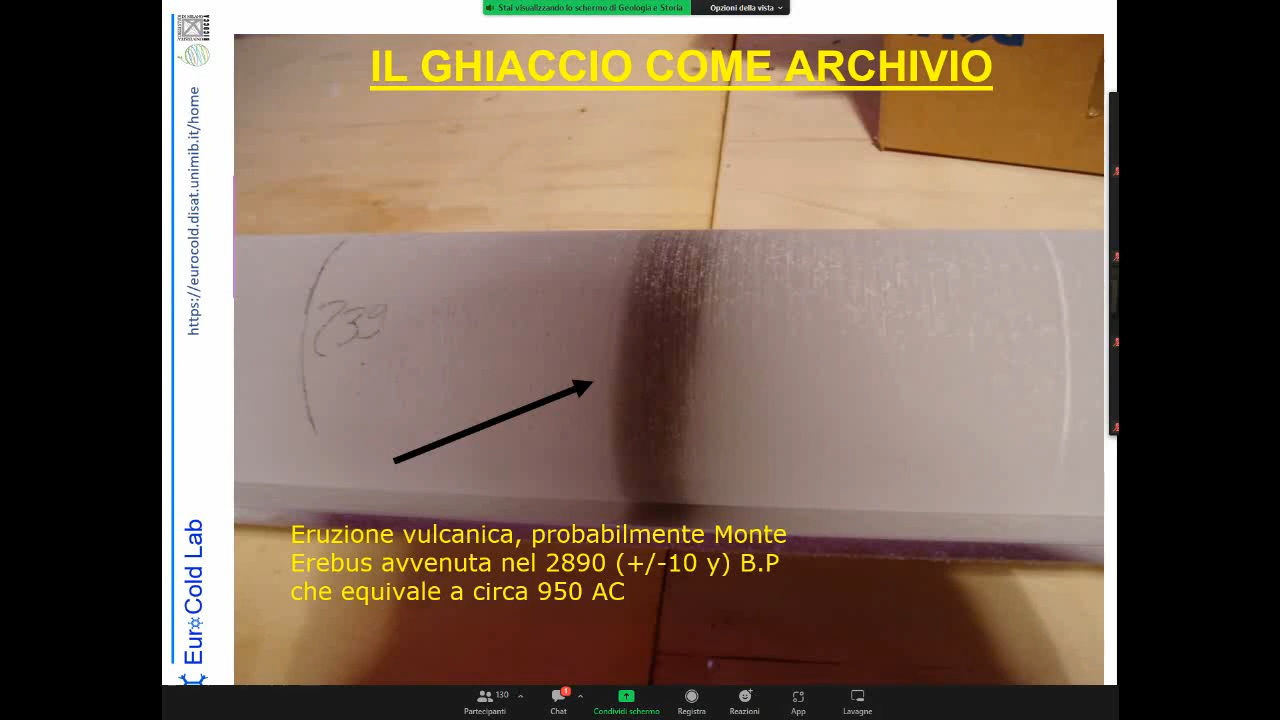 Stai visualizzando lo schermo di Geologia e Storia
Opzioni della vista
IL GHIACCIO COME ARCHIVIO
https://eurocold.disat.unimib.it/home
EuroCold Lab
239
Eruzione vulcanica, probabilmente Monte
Erebus avvenuta nel 2890 (+/-10 y) B.P
che equivale a circa 950 AC
130
1
Partecipanti
Chat
Condividi schermo
Registra
Reazioni
App
Lavagne